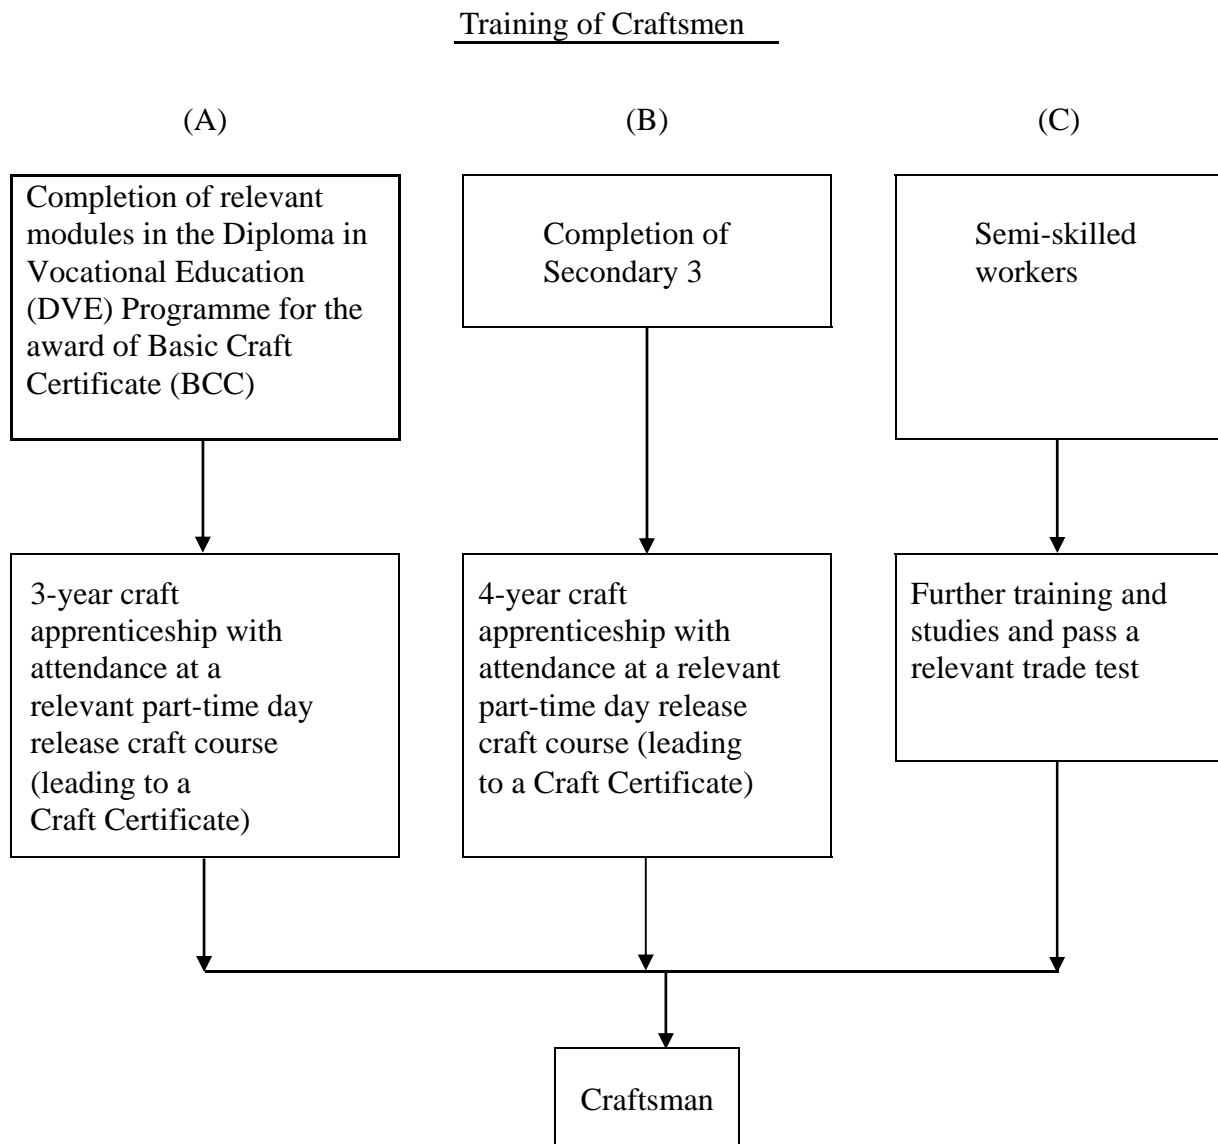 Training of Craftsmen
(A)
(B)
(C)
Completion of relevant
modules in the Diploma in
Vocational Education
(DVE) Programme for the
award of Basic Craft
Certificate (BCC)
Completion of
Secondary 3
Semi-skilled
workers
3-year craft
apprenticeship with
attendance at a
relevant part-time day
release craft course
(leading to a
Craft Certificate)
4-year craft
apprenticeship with
attendance at a relevant
part-time day release
craft course (leading
to a Craft Certificate)
Further training and
studies and pass a
relevant trade test
Craftsman